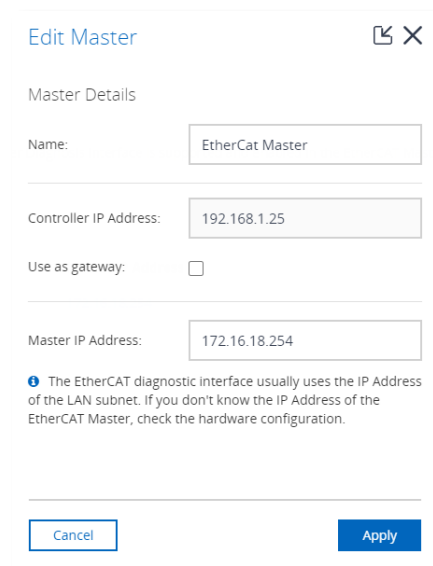 Edit Master
Master Details
Name:
EtherCat Master
Controller IP Address:
192.168.1.25
Use as gateway:
Master IP Address:
172.16.18.254
The EtherCAT diagnostic interface usually uses the IP Address
of the LAN subnet. If you don't know the IP Address of the
EtherCAT Master, check the hardware configuration.
Cancel
Apply